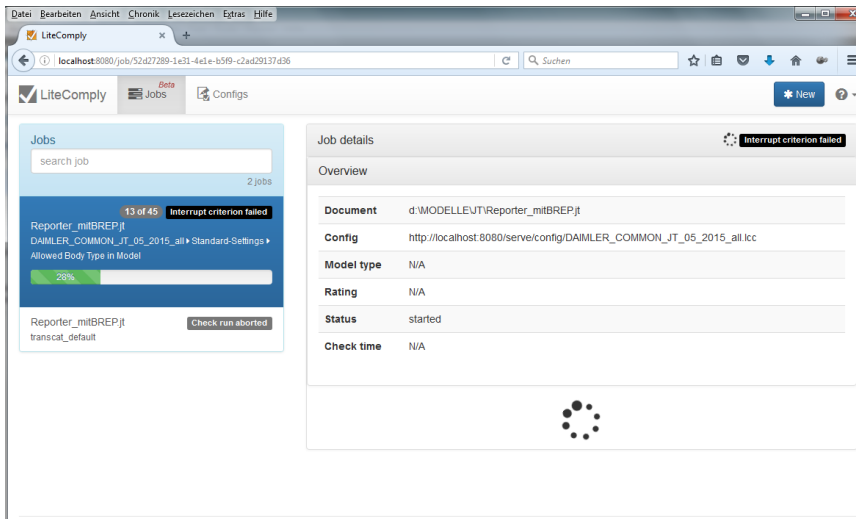 Datei Bearbeiten Ansicht Chronik Lesezeichen Extras Hilfe
LiteComply × +
localhost:8080/job/52d27289-1e31-4e1e-b5f9-c2ad29137d36
Suchen
LiteComply Jobs Beta Configs New
Jobs
search job
2 jobs
13 of 45 Interrupt criterion failed
Reporter_mitBREP.jt
DAIMLER_COMMON_JT_05_2015_all ▸ Standard-Settings ▸
Allowed Body Type in Model
28%
Reporter_mitBREP.jt Check run aborted
transcat_default
Job details Interrupt criterion failed
Overview
Document d:\MODELLE\JT\Reporter_mitBREP.jt
Config http://localhost:8080/serve/config/DAIMLER_COMMON_JT_05_2015_all.lcc
Model type N/A
Rating N/A
Status started
Check time N/A